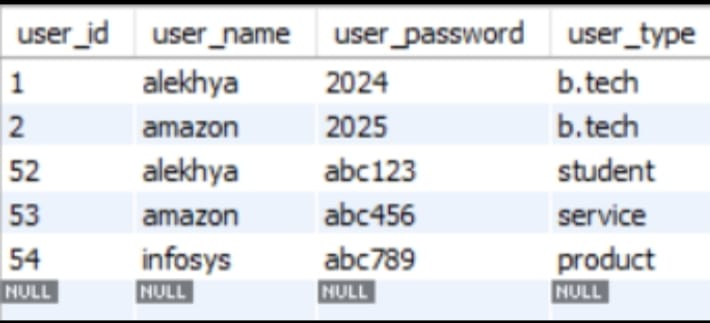 user_id user_name user_password user_type
1 alekhya 2024 b.tech
2 amazon 2025 b.tech
52 alekhya abc123 student
53 amazon abc456 service
54 infosys abc789 product
NULL NULL NULL NULL